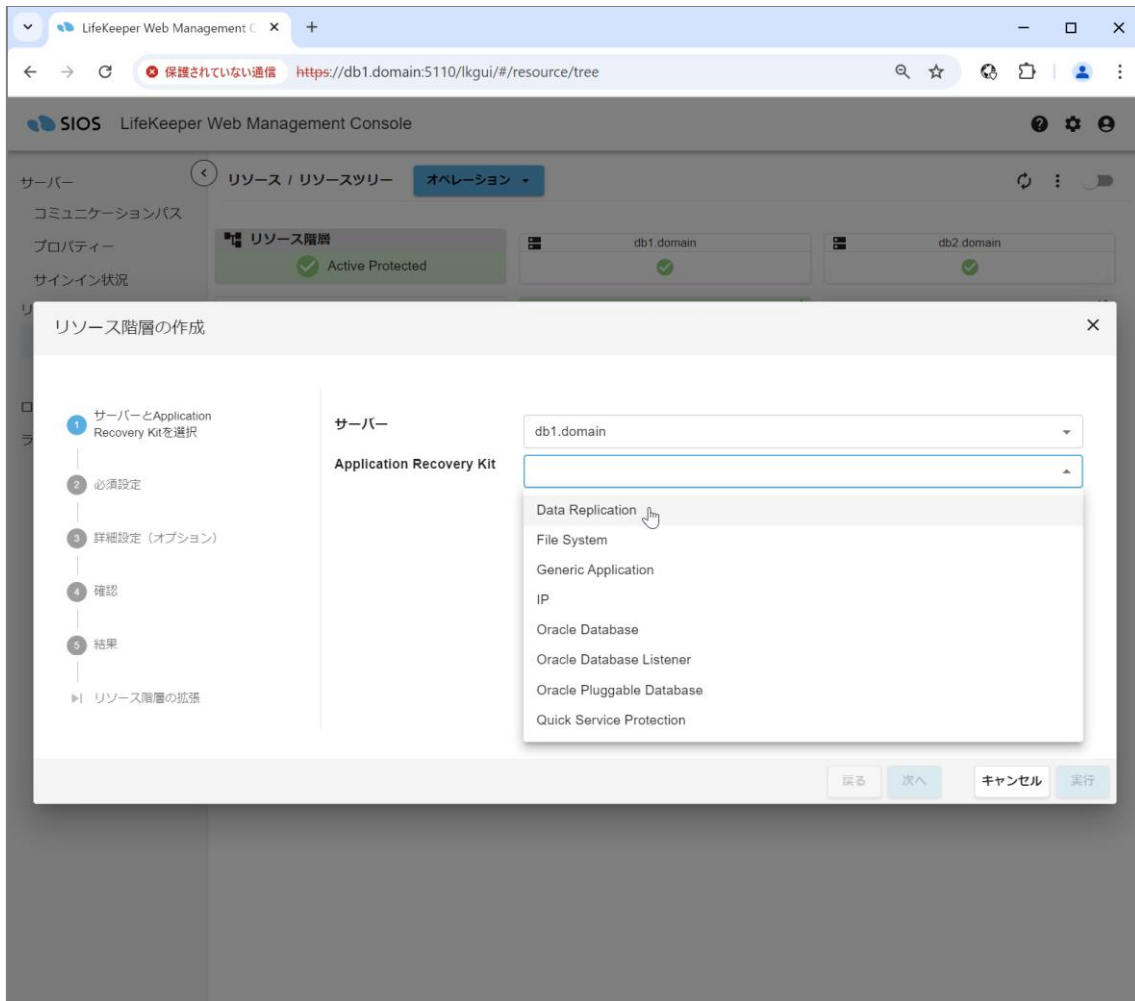 LifeKeeper Web Management C
保護されていない通信 https://db1.domain:5110/lkgui/#/resource/tree
SIOS LifeKeeper Web Management Console
サーバー
コミュニケーションパス
プロパティー
サインイン状況
リソース / リソースツリー
オペレーション
リソース階層
Active Protected
db1.domain
db2.domain
リソース階層の作成
1 サーバーとApplication
Recovery Kitを選択
2 必須設定
3 詳細設定（オプション）
4 確認
5 結果
リソース階層の拡張
サーバー
db1.domain
Application Recovery Kit
Data Replication
File System
Generic Application
IP
Oracle Database
Oracle Database Listener
Oracle Pluggable Database
Quick Service Protection
戻る
次へ
キャンセル
実行